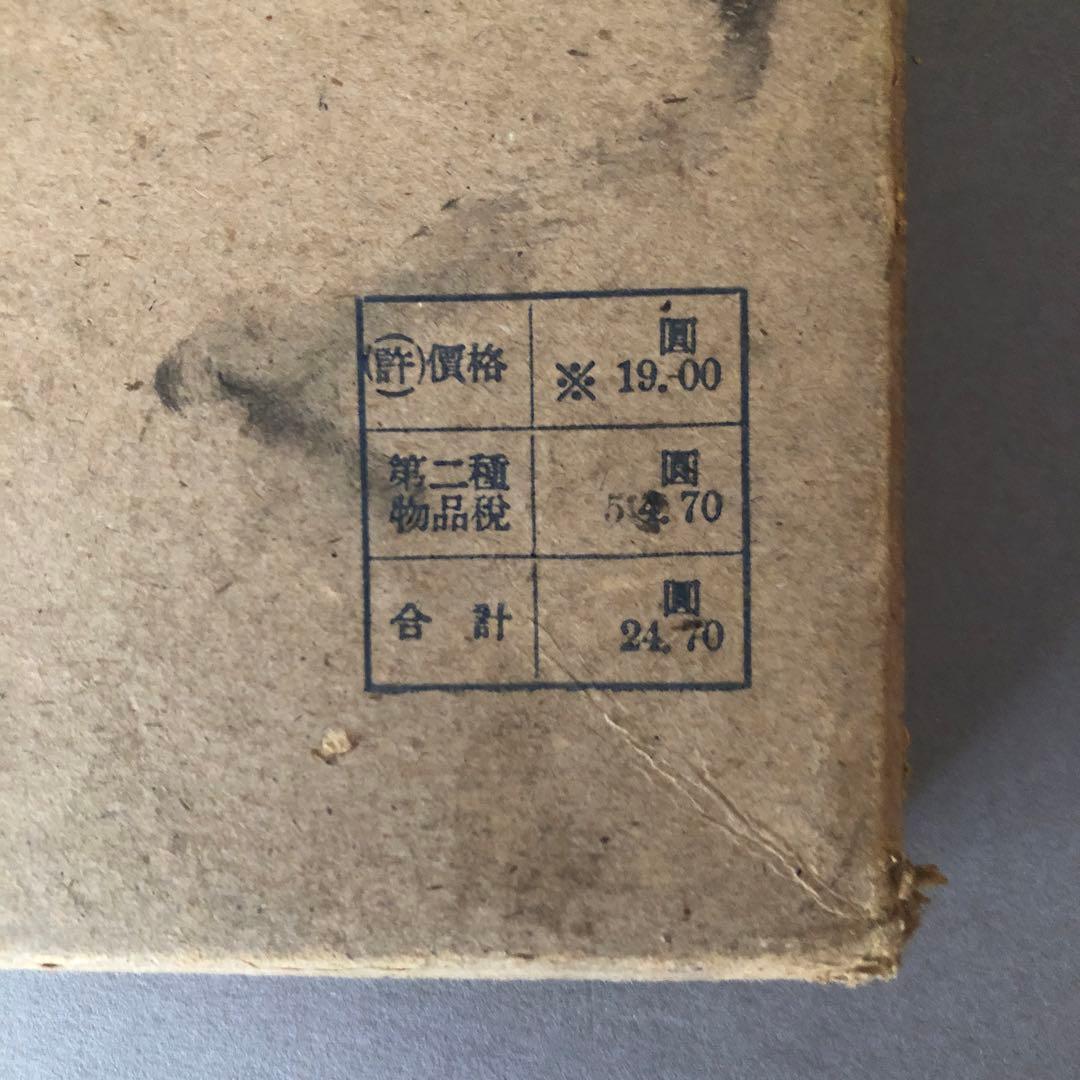 (許)價格
圓
※ 19.00
第二種
物品稅
圓
合 計
圓
24.70